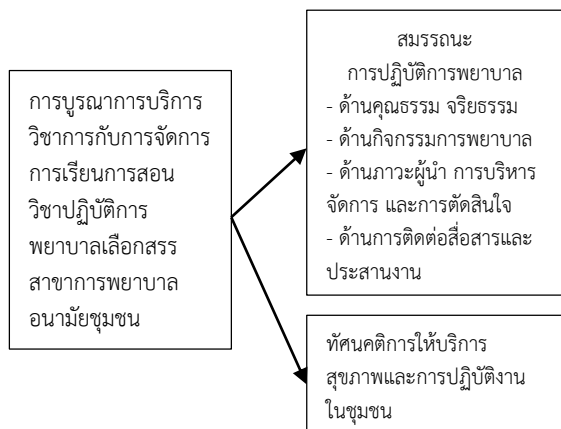 การบูรณาการบริการ
วิชาการกับการจัดการ
การเรียนการสอน
วิชาปฏิบัติการ
พยาบาลเลือกสรร
สาขาการพยาบาล
อนามัยชุมชน
สมรรถนะ
การปฏิบัติการพยาบาล
- ด้านคุณธรรม จริยธรรม
- ด้านกิจกรรมการพยาบาล
- ด้านภาวะผู้นำ การบริหาร
จัดการ และการตัดสินใจ
- ด้านการติดต่อสื่อสารและ
ประสานงาน
ทัศนคติการให้บริการ
สุขภาพและการปฏิบัติงาน
ในชุมชน